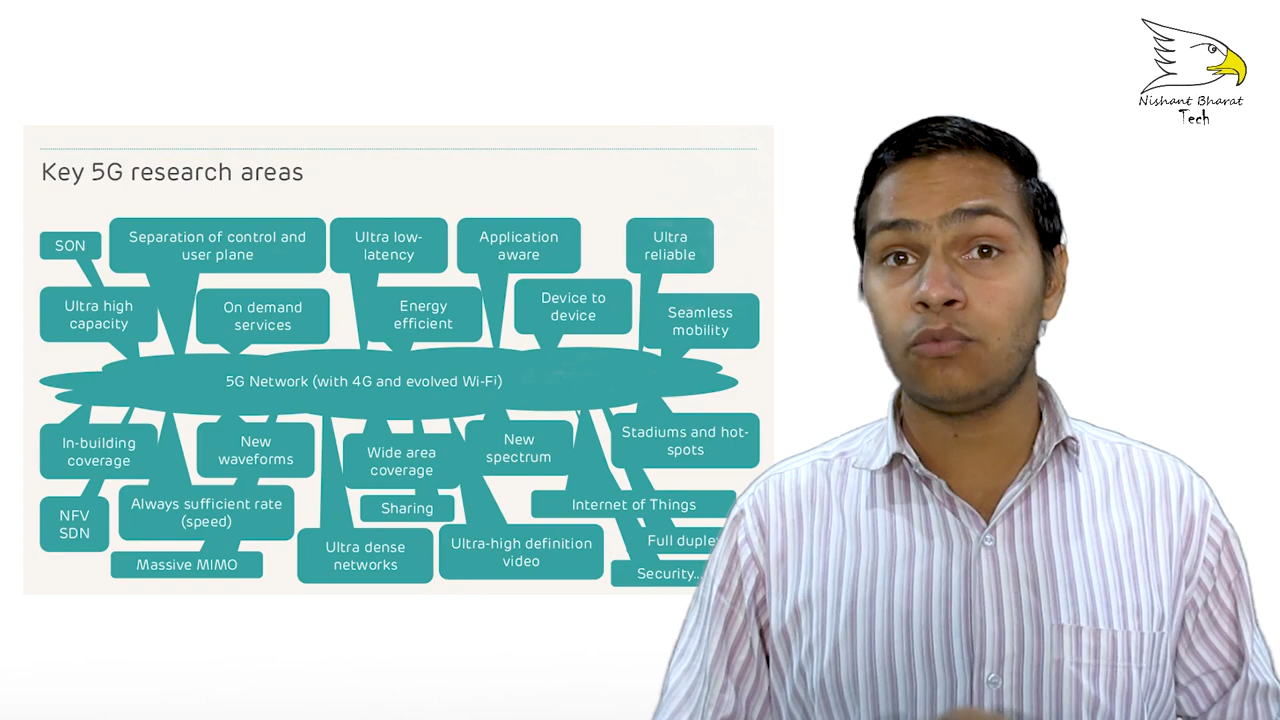 Nishant Bharat
Tech
Key 5G research areas
SON
Separation of control and
user plane
Ultra low-
latency
Application
aware
Ultra
reliable
Ultra high
capacity
On demand
services
Energy
efficient
Device to
device
Seamless
mobility
5G Network (with 4G and evolved Wi-Fi)
In-building
coverage
New
waveforms
Wide area
coverage
New
spectrum
Stadiums and hot-
spots
NFV
SDN
Always sufficient rate
(speed)
Sharing
Internet of Things
Massive MIMO
Ultra dense
networks
Ultra-high definition
video
Full duple
Security...